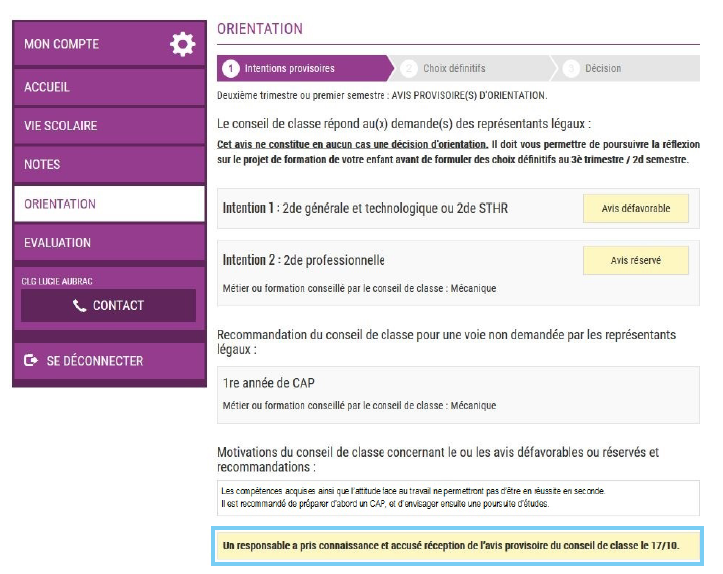 ORIENTATION
MON COMPTE
ACCUEIL
VIE SCOLAIRE
NOTES
ORIENTATION
EVALUATION
CLG LUCIE AUBRAC
CONTACT
SE DÉCONNECTER
1 Intentions provisoires
2 Choix définitifs
3 Décision
Deuxième trimestre ou premier semestre : AVIS PROVISOIRE(S) D'ORIENTATION.
Le conseil de classe répond au(x) demande(s) des représentants légaux :
Cet avis ne constitue en aucun cas une décision d'orientation. Il doit vous permettre de poursuivre la réflexion
sur le projet de formation de votre enfant avant de formuler des choix définitifs au 3è trimestre / 2d semestre.
Intention 1 : 2de générale et technologique ou 2de STHR
Avis défavorable
Intention 2 : 2de professionnelle
Avis réservé
Métier ou formation conseillé par le conseil de classe : Mécanique
Recommandation du conseil de classe pour une voie non demandée par les représentants
légaux :
1re année de CAP
Métier ou formation conseillé par le conseil de classe : Mécanique
Motivations du conseil de classe concernant le ou les avis défavorables ou réservés et
recommandations :
Les compétences acquises ainsi que l'attitude face au travail ne permettront pas d'être en réussite en seconde.
Il est recommandé de préparer d'abord un CAP, et d'envisager ensuite une poursuite d'études.
Un responsable a pris connaissance et accusé réception de l'avis provisoire du conseil de classe le 17/10.